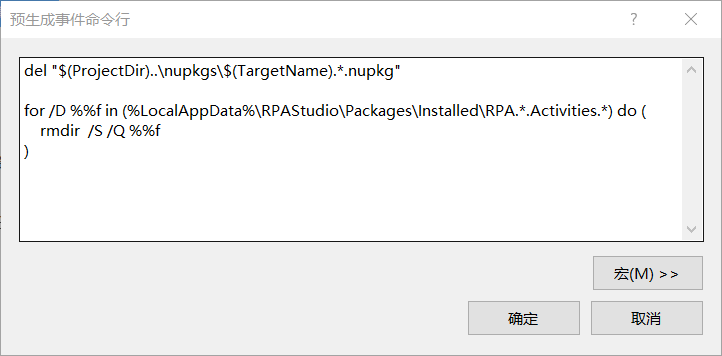 预生成事件命令行
?
del "$(ProjectDir)..\nupkgs\$(TargetName).*.nupkg"
for /D %%f in (%LocalAppData%\RPAStudio\Packages\Installed\RPA.*.Activities.*) do (
    rmdir  /S /Q %%f
)
宏(M) >>
确定
取消